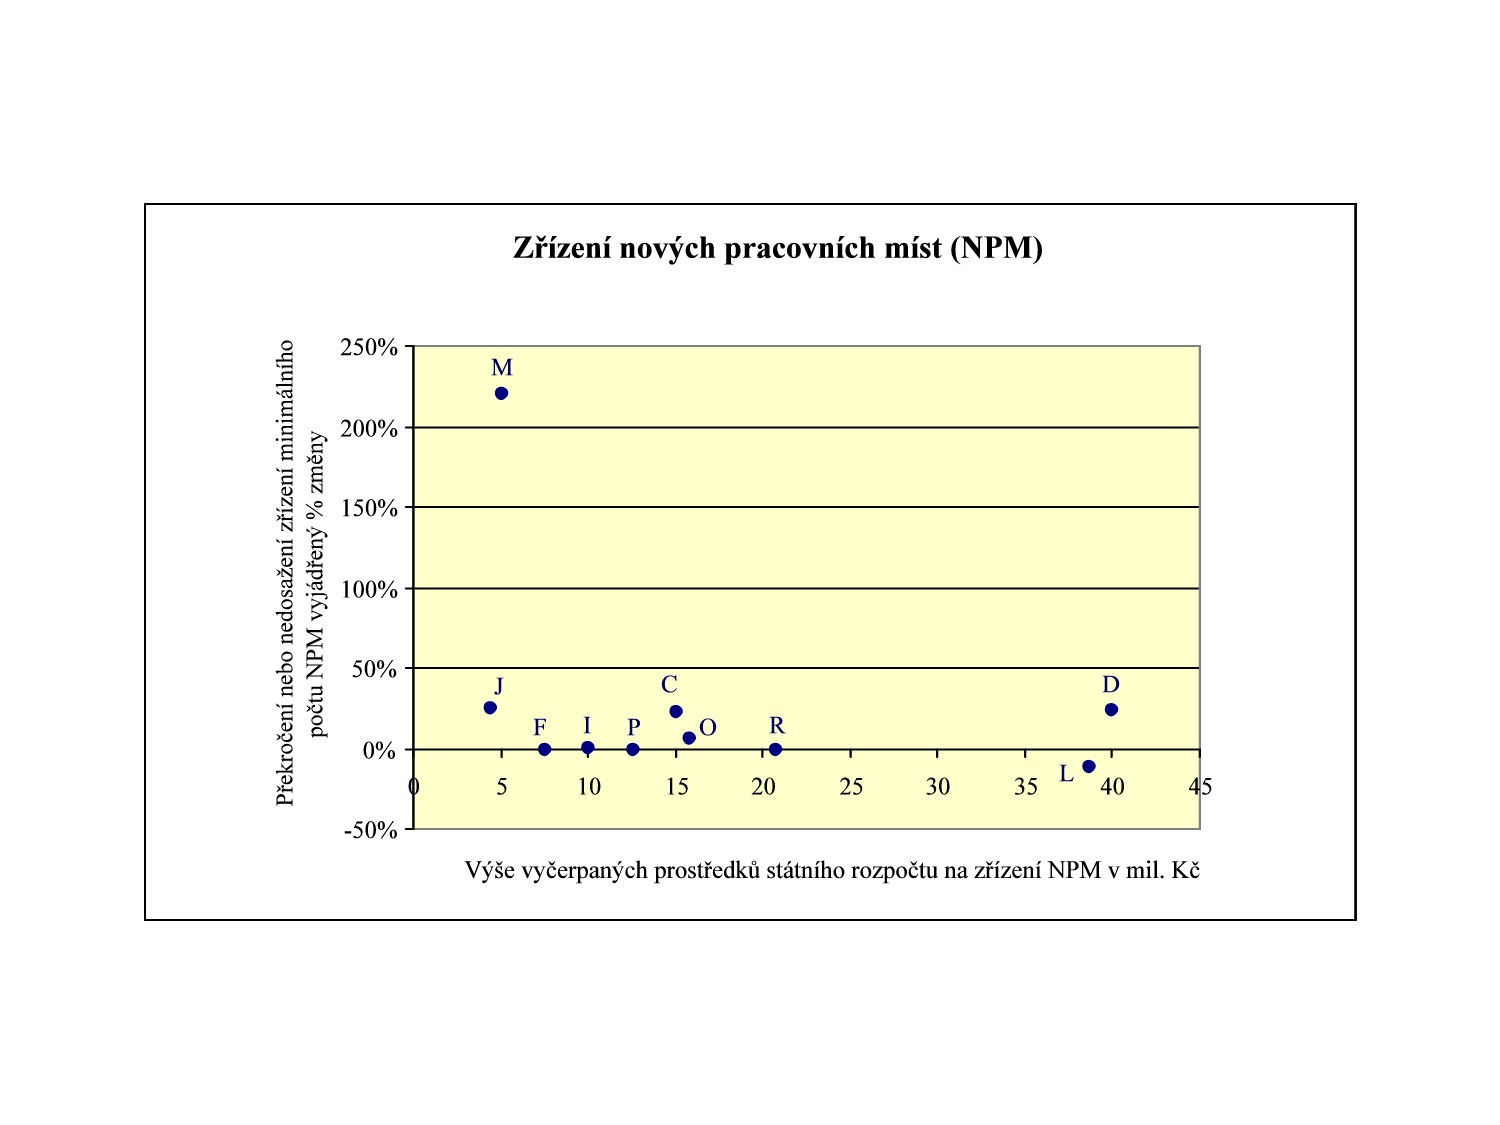 Zřízení nových pracovních míst (NPM)
Překročení nebo nedosažení zřízení minimálního
počtu NPM vyjádřený % změny
250%
M
200%
150%
100%
50%
J
C
D
F
I
P
O
R
0%
L
0
5
10
15
20
25
30
35
40
45
-50%
Výše vyčerpaných prostředků státního rozpočtu na zřízení NPM v mil. Kč